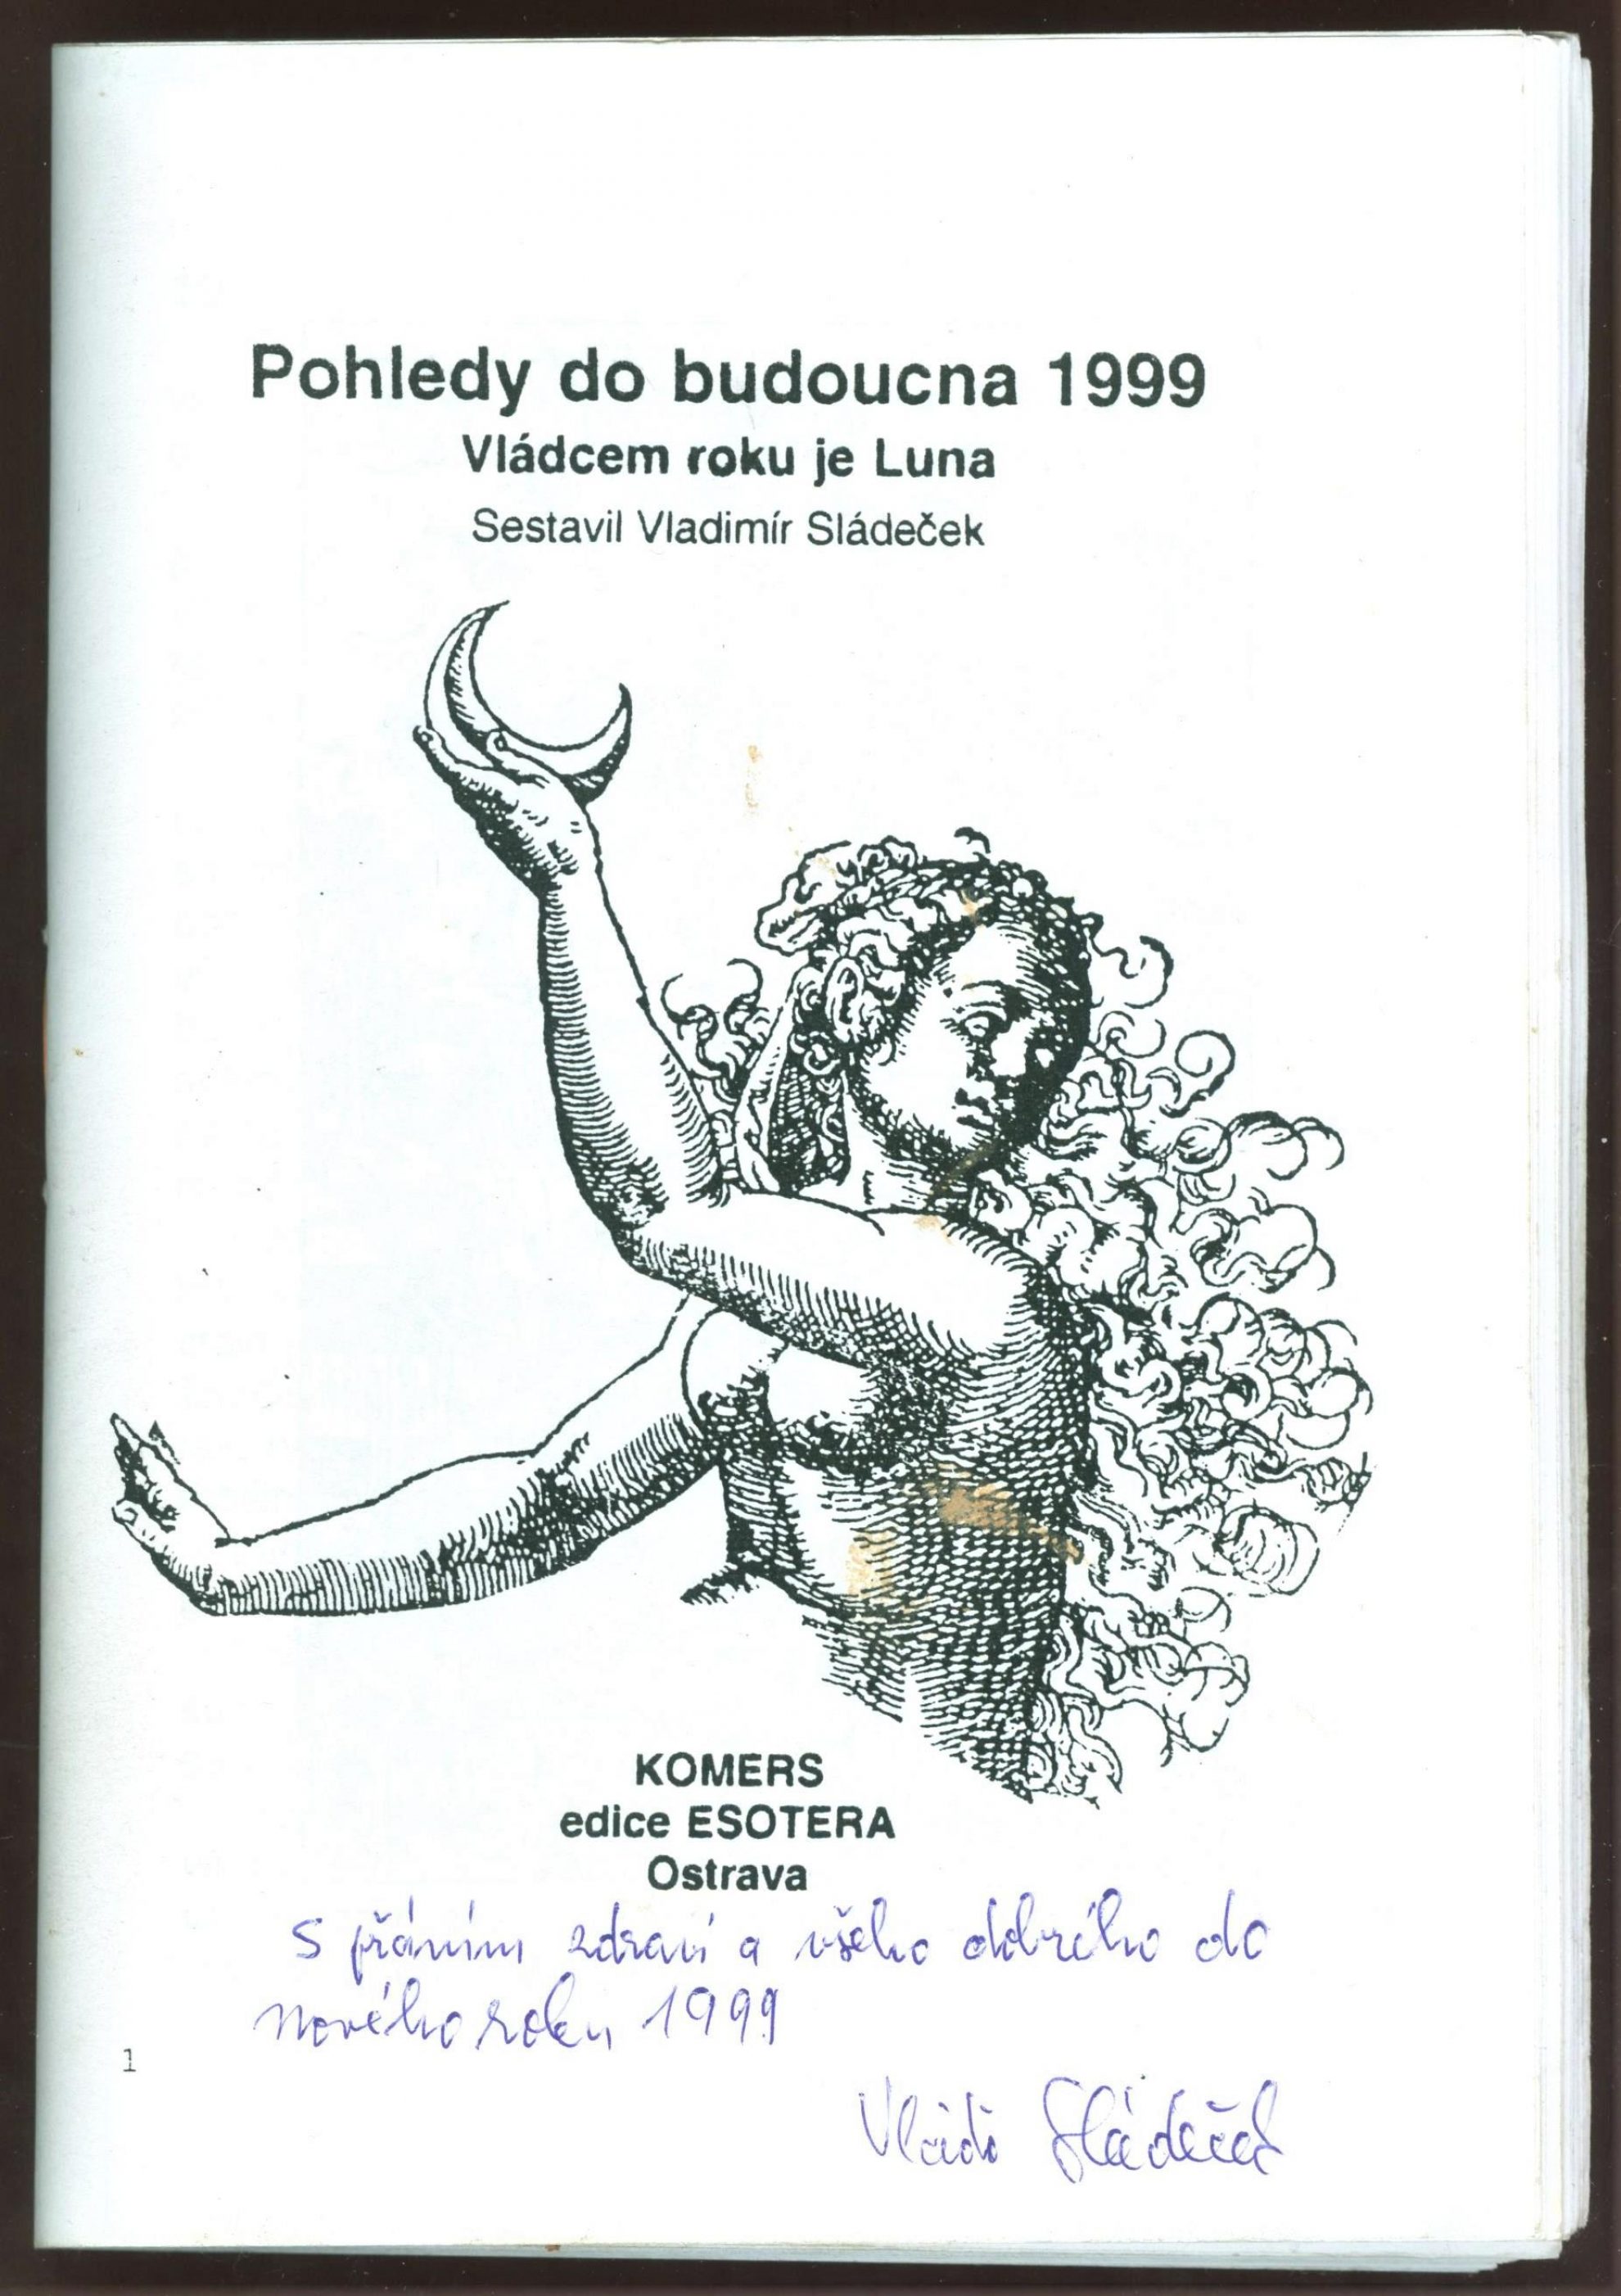 Pohledy do budoucna 1999
Vládcem roku je Luna
Sestavil Vladimír Sládeček
KOMERS
edice ESOTERA
Ostrava
S přáním zdraví a všeho dobrého do
nového roku 1999
1
Vláďa Sládeček